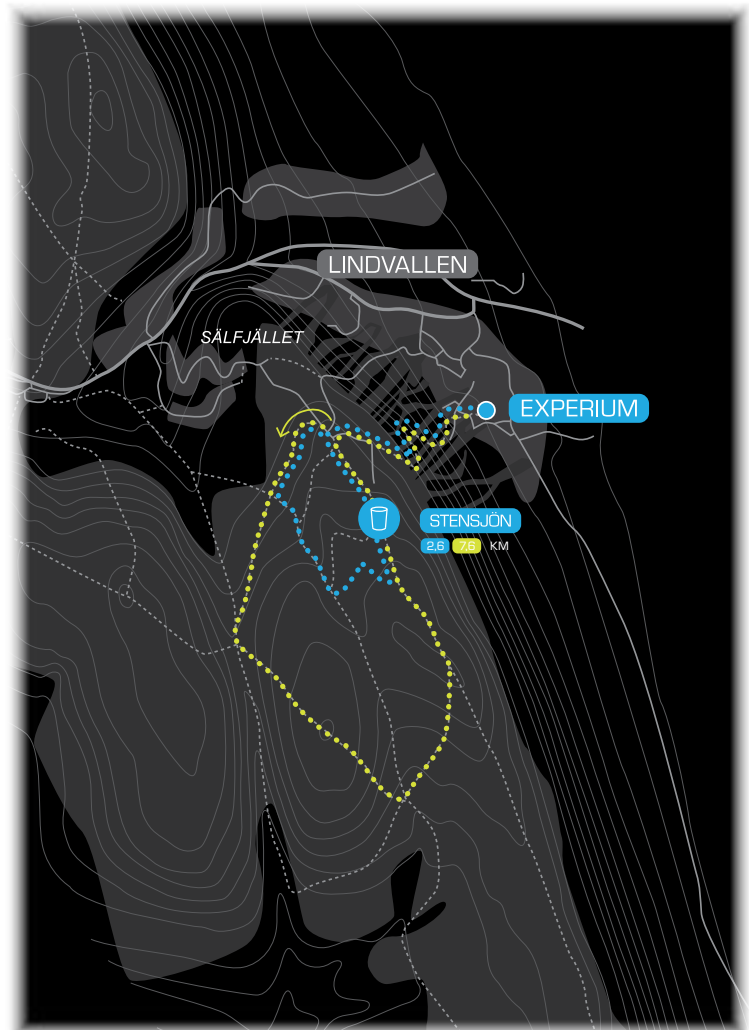 LINDVALLEN
SÄLFJÄLLET
EXPERIUM
STENSJÖN
2,6 7,6 KM